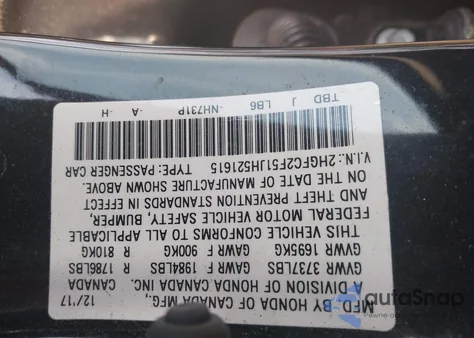 MFD BY HONDA OF CANADA MFG., 12/17
A DIVISION OF HONDA CANADA INC. CANADA
GVWR 3737LBS GAWR F 1984LBS R 1786LBS
GVWR 1695KG GAWR F 900KG R 810KG
THIS VEHICLE CONFORMS TO ALL APPLICABLE
FEDERAL MOTOR VEHICLE SAFETY, BUMPER,
AND THEFT PREVENTION STANDARDS IN EFFECT
ON THE DATE OF MANUFACTURE SHOWN ABOVE.
V.I.N.: 2HGFC2F51JH521615 TYPE: PASSENGER CAR
TBD J LB6 -NH731P -A -H
autoSnap